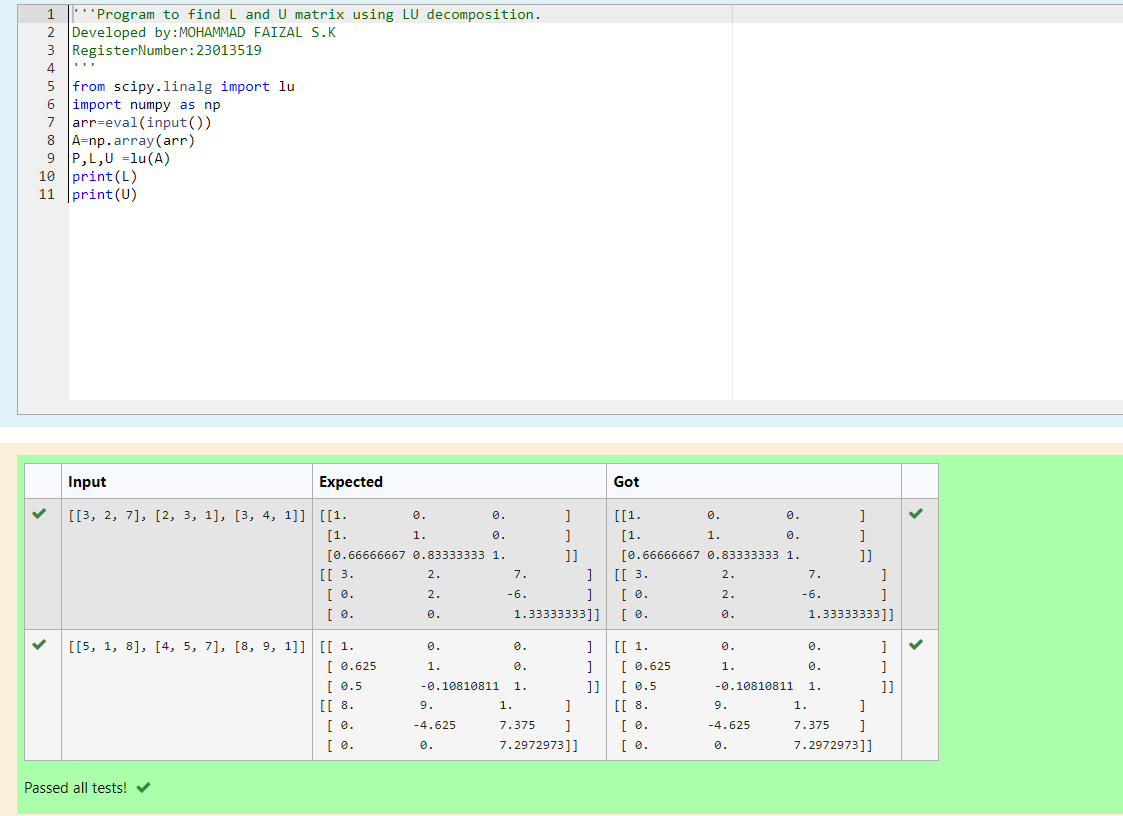 1 '''Program to find L and U matrix using LU decomposition.
2 Developed by:MOHAMMAD FAIZAL S.K
3 RegisterNumber:23013519
4 '''
5 from scipy.linalg import lu
6 import numpy as np
7 arr=eval(input())
8 A=np.array(arr)
9 P,L,U =lu(A)
10 print(L)
11 print(U)
Input Expected Got
[[3, 2, 7], [2, 3, 1], [3, 4, 1]] [[1. 0. 0. ] [[1. 0. 0. ]
[1. 1. 0. ] [1. 1. 0. ]
[0.66666667 0.83333333 1. ]] [0.66666667 0.83333333 1. ]]
[[ 3. 2. 7. ] [[ 3. 2. 7. ]
[ 0. 2. -6. ] [ 0. 2. -6. ]
[ 0. 0. 1.33333333]] [ 0. 0. 1.33333333]]
[[5, 1, 8], [4, 5, 7], [8, 9, 1]] [[ 1. 0. 0. ] [[ 1. 0. 0. ]
[ 0.625 1. 0. ] [ 0.625 1. 0. ]
[ 0.5 -0.10810811 1. ]] [ 0.5 -0.10810811 1. ]]
[[ 8. 9. 1. ] [[ 8. 9. 1. ]
[ 0. -4.625 7.375 ] [ 0. -4.625 7.375 ]
[ 0. 0. 7.2972973]] [ 0. 0. 7.2972973]]
Passed all tests!